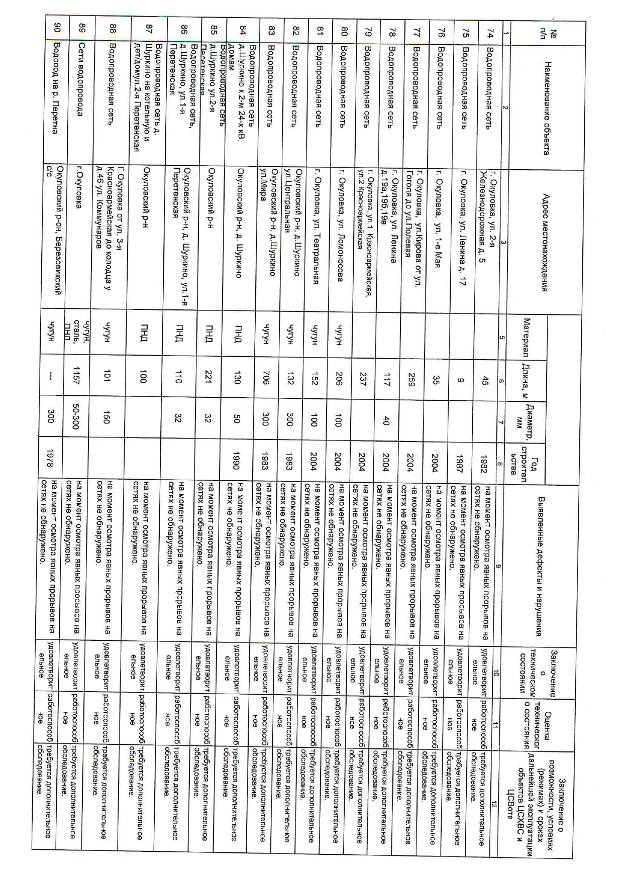 № п/п
Наименование объекта
Адрес местонахождения
Материал
Длина, м
Диаметр, мм
Год строительства
Выявленные дефекты и нарушения
Заключение о техническом состоянии
Оценка технического состояния
Заключение о возможности, условиях (режимах) и сроках дальнейшей эксплуатации объектов ЦСХВС и ЦСВотв
1 2 3 5 6 7 8 9 10 11 12
74 Водопроводная сеть г. Окуловка, ул. 2-я Железнодорожная д. 5 45 1982 на момент осмотра явных прорывов на сетях не обнаружено. удовлетворительное работоспособное требуется дополнительное обследование.
75 Водопроводная сеть г. Окуловка, ул. Ленина д. 17 9 1987 на момент осмотра явных прорывов на сетях не обнаружено. удовлетворительное работоспособное требуется дополнительное обследование.
76 Водопроводная сеть г. Окуловка, ул. 1-е Мая 35 2004 на момент осмотра явных прорывов на сетях не обнаружено. удовлетворительное работоспособное требуется дополнительное обследование.
77 Водопроводная сеть г. Окуловка, ул.Кирова от ул. Гоголя до ул.Полевая 259 2004 на момент осмотра явных прорывов на сетях не обнаружено. удовлетворительное работоспособное требуется дополнительное обследование.
78 Водопроводная сеть г. Окуловка, ул. Ленина д.19а,19б,19в 117 40 2004 на момент осмотра явных прорывов на сетях не обнаружено. удовлетворительное работоспособное требуется дополнительное обследование.
79 Водопроводная сеть г. Окуловка, ул. 1 Красноармейская, ул.2 Красноармейская 237 2004 на момент осмотра явных прорывов на сетях не обнаружено. удовлетворительное работоспособное требуется дополнительное обследование.
80 Водопроводная сеть г. Окуловка, ул. Ломоносова чугун 206 100 2004 на момент осмотра явных прорывов на сетях не обнаружено. удовлетворительное работоспособное требуется дополнительное обследование.
81 Водопроводная сеть г. Окуловка, ул. Театральная чугун 152 100 2004 на момент осмотра явных прорывов на сетях не обнаружено. удовлетворительное работоспособное требуется дополнительное обследование.
82 Водопроводная сеть Окуловский р-н, д.Шуркино ул.Центральная чугун 132 300 1983 на момент осмотра явных прорывов на сетях не обнаружено. удовлетворительное работоспособное требуется дополнительное обследование.
83 Водопроводная сеть Окуловский р-н, д.Шуркино ул.Мира чугун 706 300 1983 на момент осмотра явных прорывов на сетях не обнаружено. удовлетворительное работоспособное требуется дополнительное обследование.
84 Водопроводная сеть д.Шуркино к 2-м 24-х кв. домам Окуловский р-н, д. Шуркино ПНД 130 50 1990 на момент осмотра явных прорывов на сетях не обнаружено. удовлетворительное работоспособное требуется дополнительное обследование.
85 Водопроводная сеть д.Шуркино ул.2-я Перетенская Окуловский р-н ПНД 221 32 на момент осмотра явных прорывов на сетях не обнаружено. удовлетворительное работоспособное требуется дополнительное обследование.
86 Водопроводная сеть, д. Шуркино, ул.1-я Перетенская Окуловский р-н, д. Шуркино, ул.1-я Перетенская ПНД 110 32 на момент осмотра явных прорывов на сетях не обнаружено. удовлетворительное работоспособное требуется дополнительное обследование.
87 Водопроводная сеть д. Шуркино на котельную и детдом,ул.2-я Перетенская Окуловский р-н ПНД 100 на момент осмотра явных прорывов на сетях не обнаружено. удовлетворительное работоспособное требуется дополнительное обследование.
88 Водопроводная сеть Г. Окуловка от ул. 3-я Красноармейская до колодца у д.46 ул. Коммунаров чугун 101 150 на момент осмотра явных прорывов на сетях не обнаружено. удовлетворительное работоспособное требуется дополнительное обследование.
89 Сети водопровода г.Окуловка чугун, сталь, ПНД 1157 50-300 на момент осмотра явных прорывов на сетях не обнаружено. удовлетворительное работоспособное требуется дополнительное обследование.
90 Водовод на р. Перетна Окуловский р-он, Березовикский с/с чугун --- 300 1978 на момент осмотра явных прорывов на сетях не обнаружено. удовлетворительное работоспособное требуется дополнительное обследование.